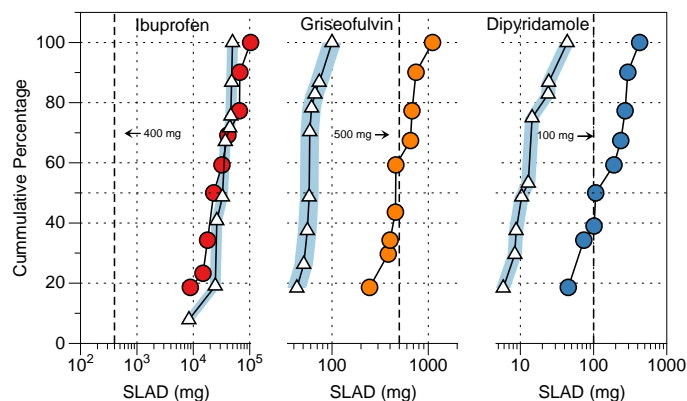 Ibuprofen Griseofulvin Dipyridamole
100
80
60
40
20
0
Cummulative Percentage
400 mg
500 mg
100 mg
10² 10³ 10⁴ 10⁵ 100 1000 10 100 1000
SLAD (mg) SLAD (mg) SLAD (mg)